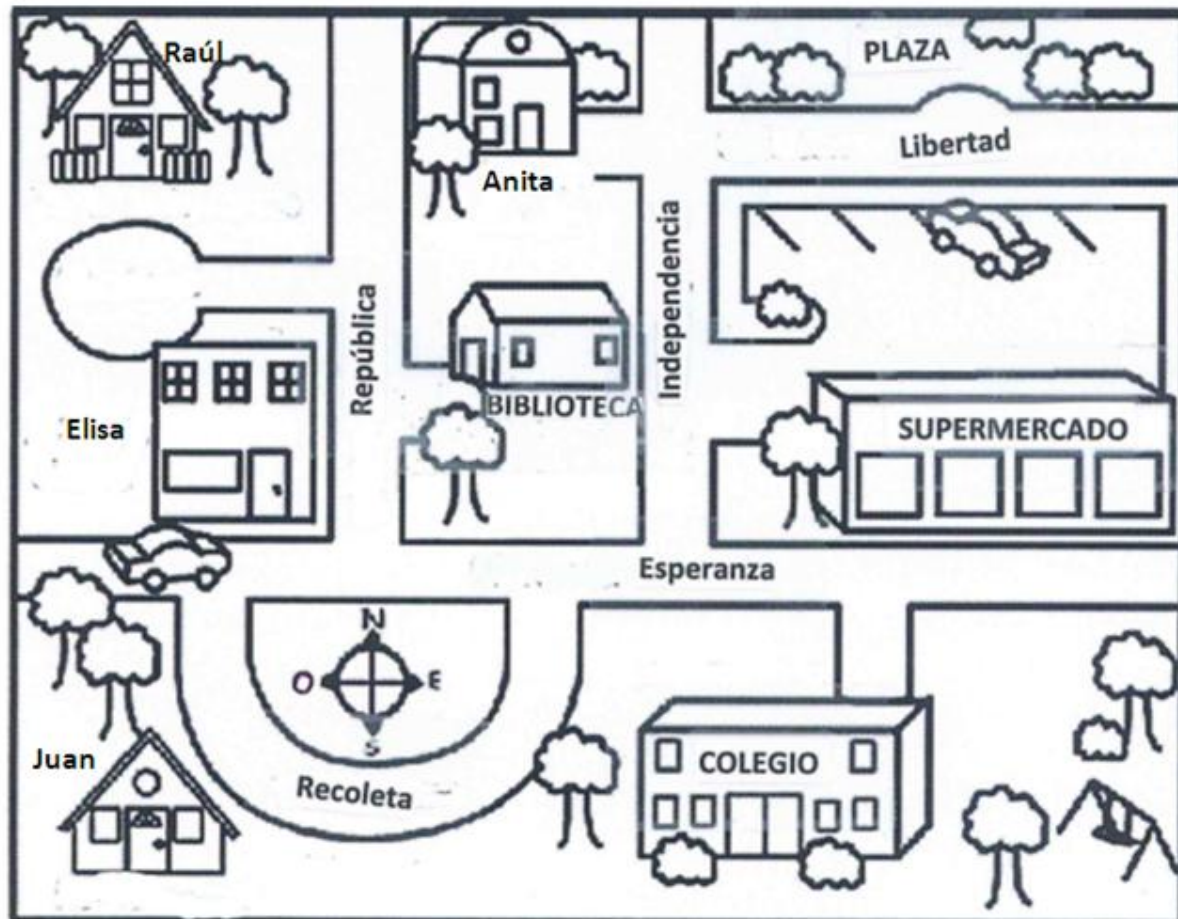 Raúl
PLAZA
Libertad
Anita
Independencia
República
BIBLIOTECA
Elisa
SUPERMERCADO
Esperanza
N
O E
S
Juan
COLEGIO
Recoleta